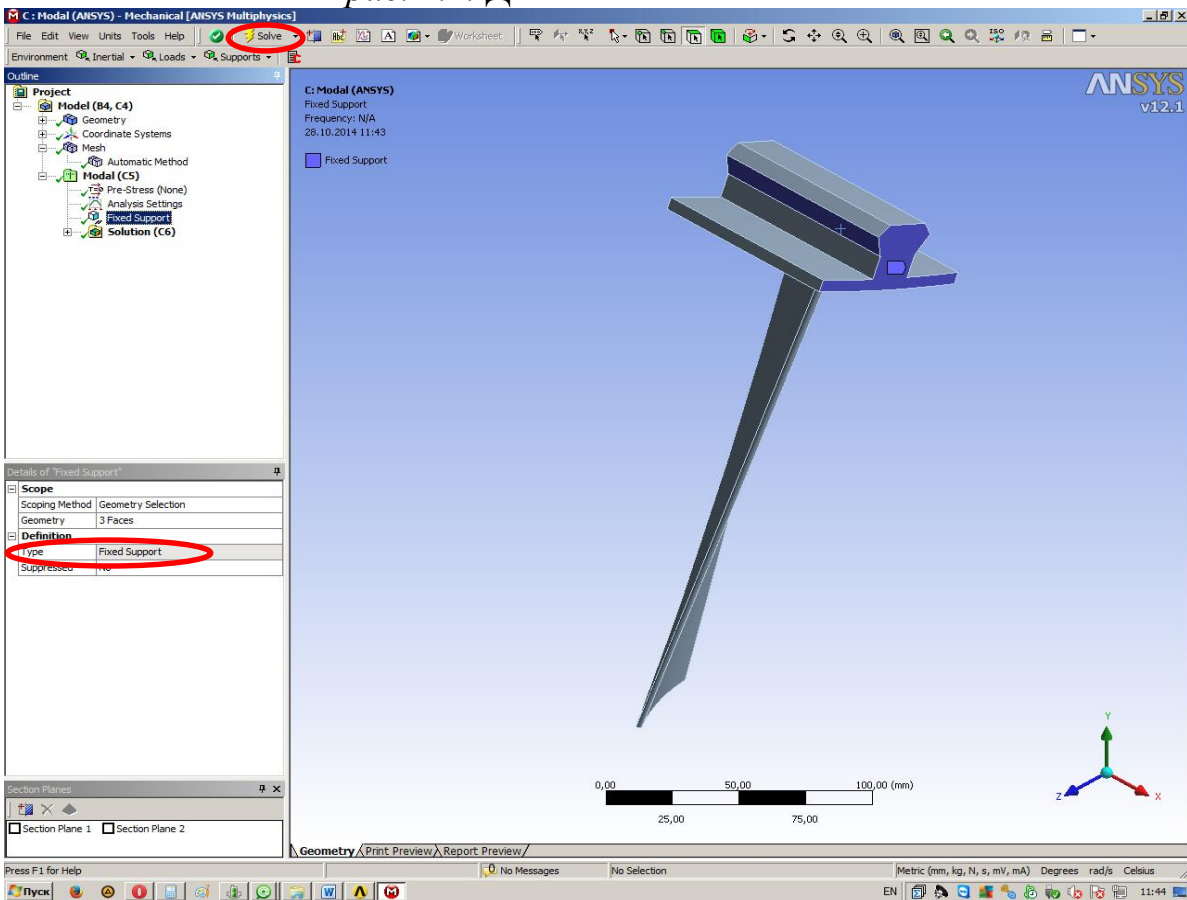 C : Modal (ANSYS) - Mechanical [ANSYS Multiphysics]
File Edit View Units Tools Help Solve Worksheet
Environment Inertial Loads Supports
Outline
Project
Model (B4, C4)
Geometry
Coordinate Systems
Mesh
Automatic Method
Modal (C5)
Pre-Stress (None)
Analysis Settings
Fixed Support
Solution (C6)
C: Modal (ANSYS)
Fixed Support
Frequency: N/A
28.10.2014 11:43
Fixed Support
ANSYS
v12.1
Details of "Fixed Support"
Scope
Scoping Method Geometry Selection
Geometry 3 Faces
Definition
Type Fixed Support
Suppressed No
Section Planes
Section Plane 1 Section Plane 2
0,00 50,00 100,00 (mm)
25,00 75,00
Y
Z X
Geometry Print Preview Report Preview
Press F1 for Help No Messages No Selection Metric (mm, kg, N, s, mV, mA) Degrees rad/s Celsius
Пуск EN 11:44